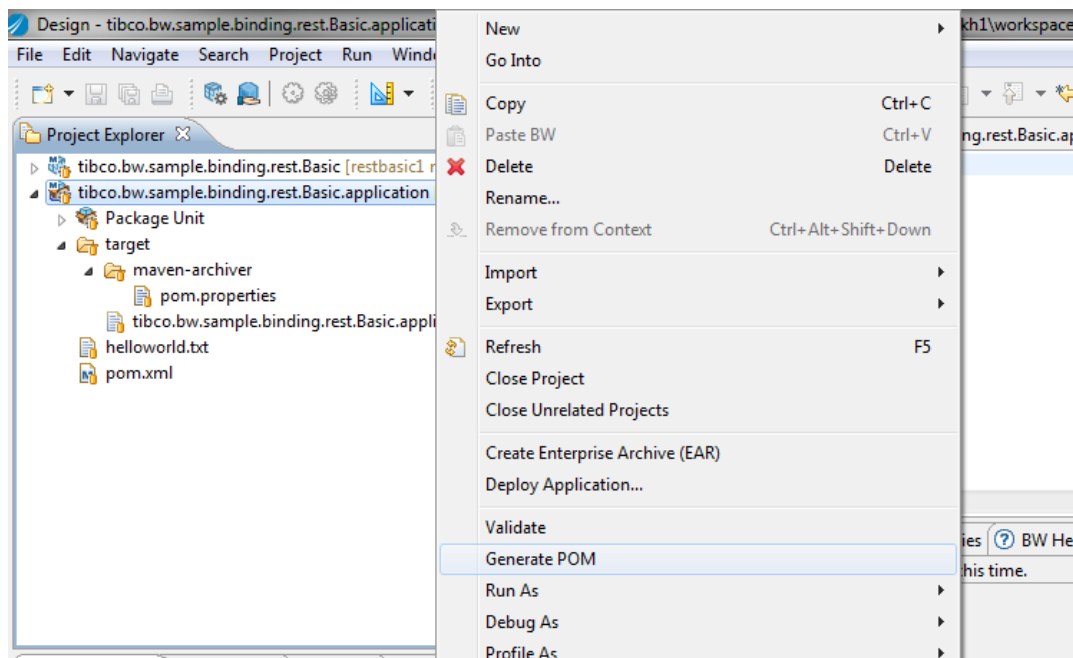 Design - tibco.bw.sample.binding.rest.Basic.applicati
kh1\workspace
File Edit Navigate Search Project Run Windo
Project Explorer
tibco.bw.sample.binding.rest.Basic [restbasic1 r
tibco.bw.sample.binding.rest.Basic.application
Package Unit
target
maven-archiver
pom.properties
tibco.bw.sample.binding.rest.Basic.appli
helloworld.txt
pom.xml
New
Go Into
Copy Ctrl+C
Paste BW Ctrl+V
Delete Delete
Rename...
Remove from Context Ctrl+Alt+Shift+Down
Import
Export
Refresh F5
Close Project
Close Unrelated Projects
Create Enterprise Archive (EAR)
Deploy Application...
Validate
Generate POM
Run As
Debug As
Profile As
ng.rest.Basic.ap
ies BW He
this time.